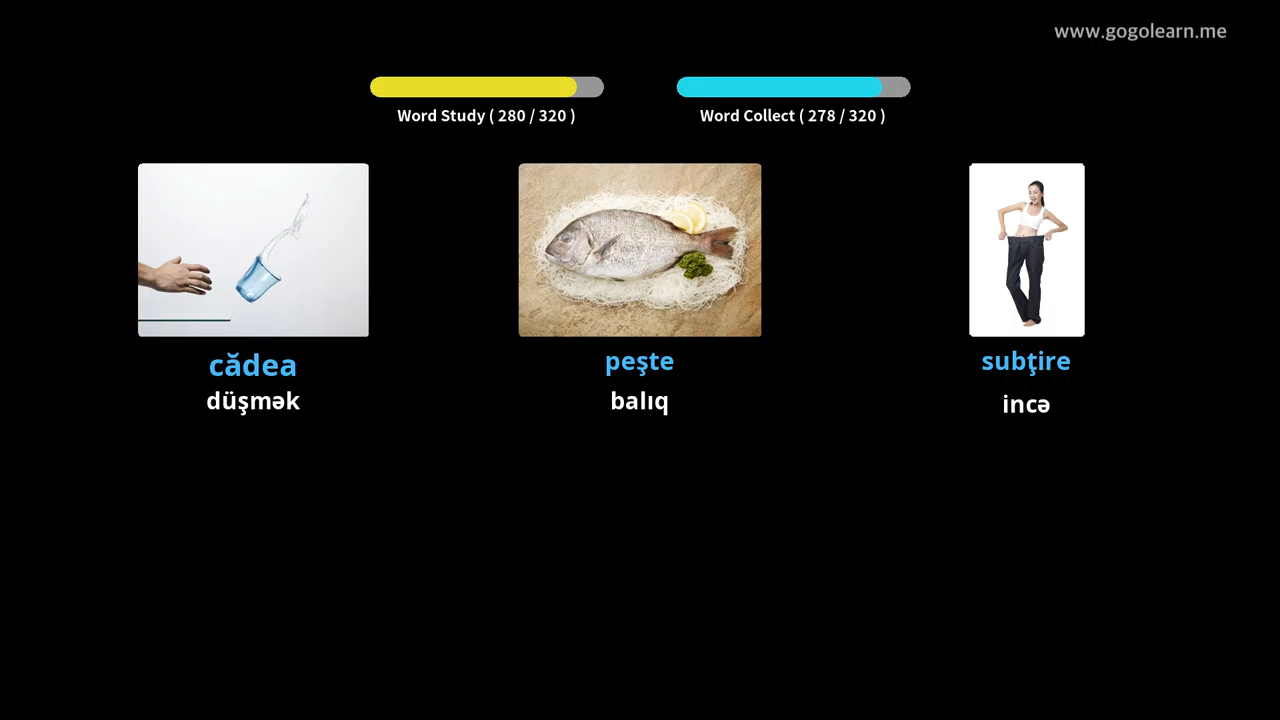 www.gogolearn.me
Word Study ( 280 / 320 )
Word Collect ( 278 / 320 )
cădea
düşmək
peşte
balıq
subţire
incə